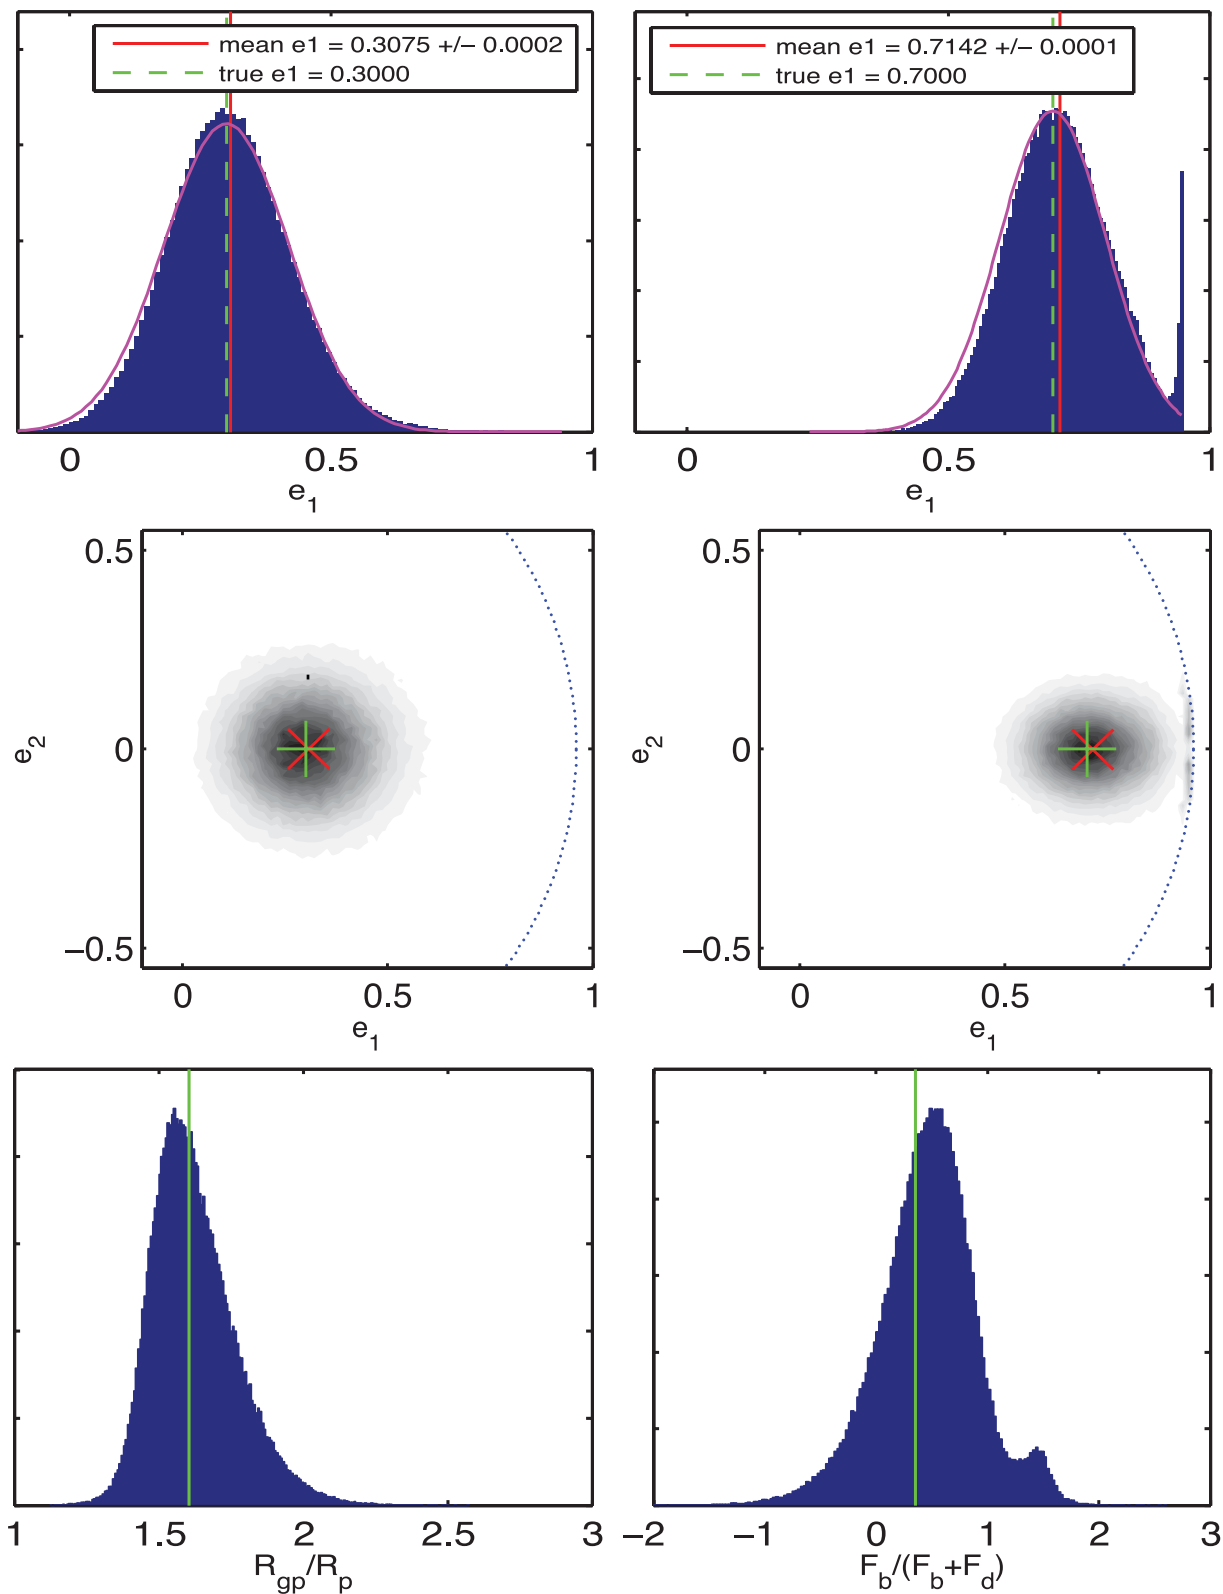 mean e1 = 0.3075 +/− 0.0002
true e1 = 0.3000
0 0.5 1
e1
mean e1 = 0.7142 +/− 0.0001
true e1 = 0.7000
0 0.5 1
e1
0.5
0
−0.5
e2
0 0.5 1
e1
0.5
0
−0.5
e2
0 0.5 1
e1
1 1.5 2 2.5 3
Rgp/Rp
−2 −1 0 1 2 3
Fb/(Fb+Fd)